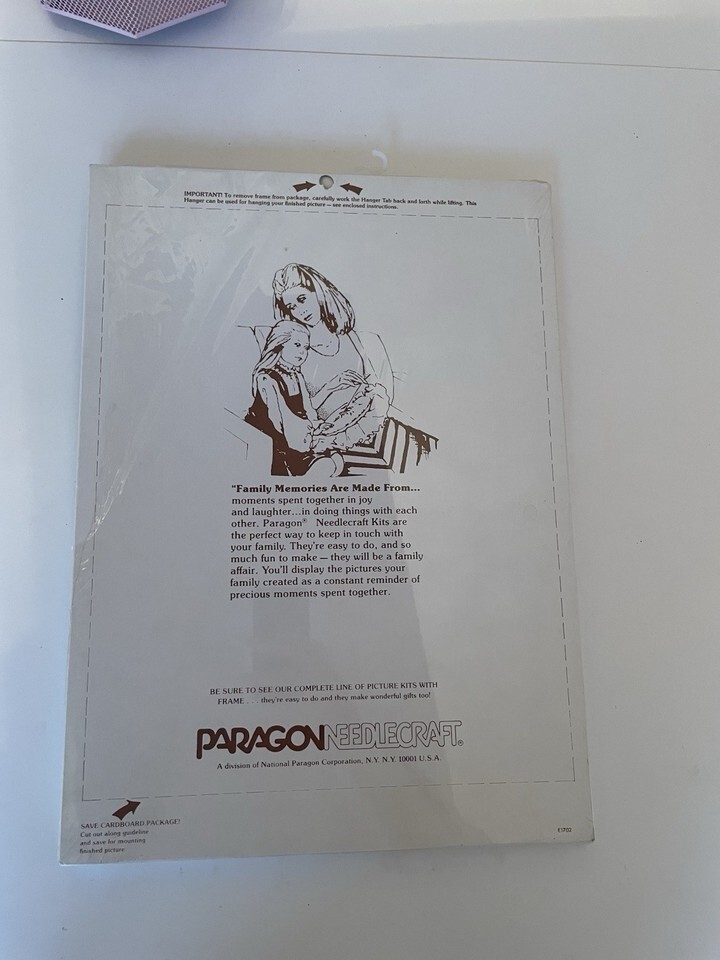 IMPORTANT! To remove frame from package, carefully work the Hanger Tab back and forth while lifting. This
Hanger can be used for hanging your finished picture — see enclosed instructions.
"Family Memories Are Made From...
moments spent together in joy
and laughter...in doing things with each
other. Paragon® Needlecraft Kits are
the perfect way to keep in touch with
your family. They're easy to do, and so
much fun to make — they will be a family
affair. You'll display the pictures your
family created as a constant reminder of
precious moments spent together.
BE SURE TO SEE OUR COMPLETE LINE OF PICTURE KITS WITH
FRAME . . . they're easy to do and they make wonderful gifts too!
PARAGON NEEDLECRAFT®
A division of National Paragon Corporation, N.Y. N.Y. 10001 U.S.A.
SAVE CARDBOARD PACKAGE!
Cut out along guideline
and save for mounting
finished picture